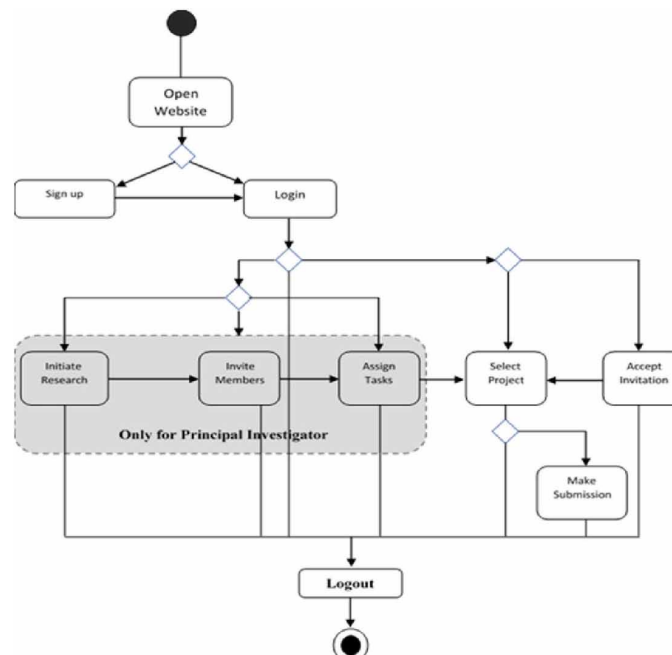 Open
Website
Sign up
Login
Initiate
Research
Invite
Members
Assign
Tasks
Select
Project
Accept
Invitation
Only for Principal Investigator
Make
Submission
Logout